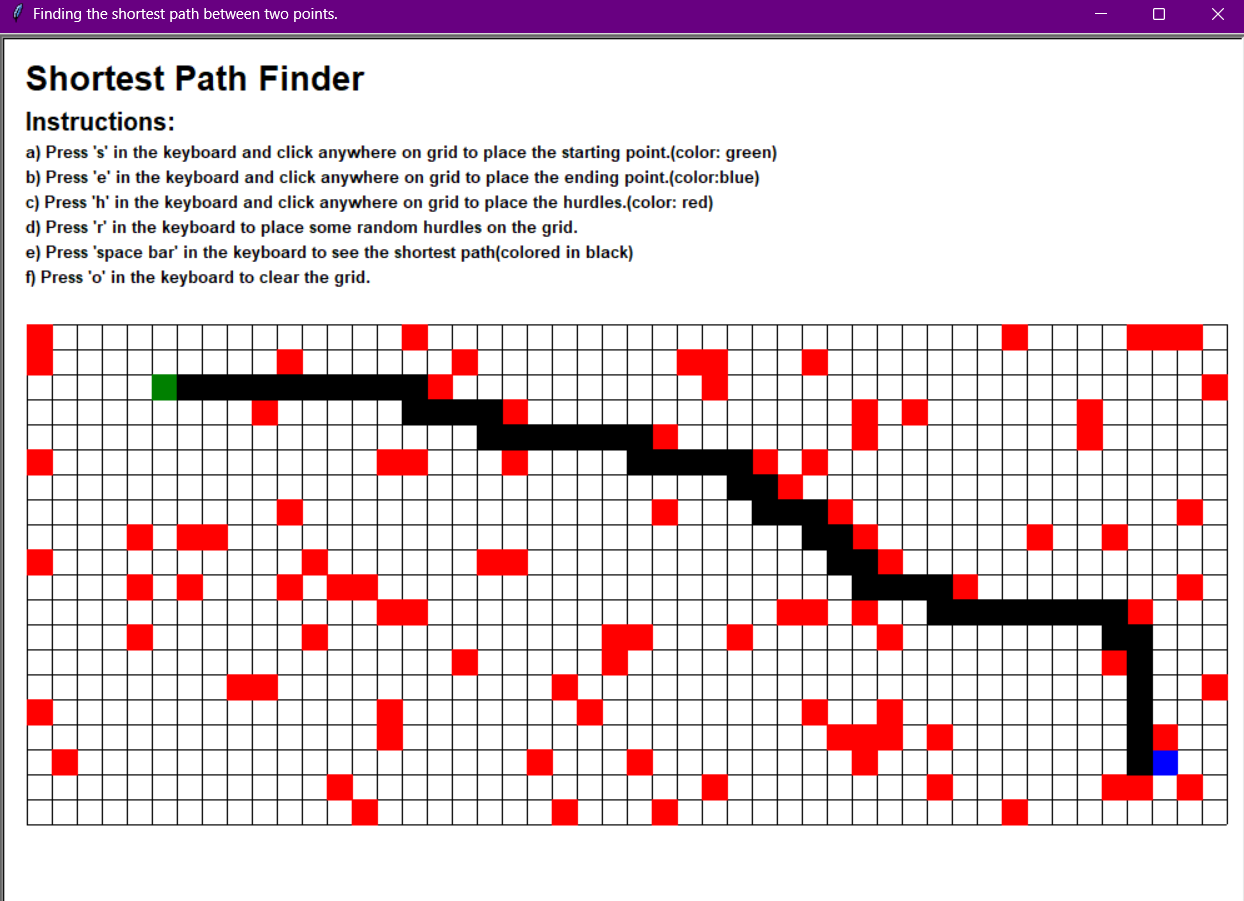 Finding the shortest path between two points.
Shortest Path Finder
Instructions:
a) Press 's' in the keyboard and click anywhere on grid to place the starting point.(color: green)
b) Press 'e' in the keyboard and click anywhere on grid to place the ending point.(color:blue)
c) Press 'h' in the keyboard and click anywhere on grid to place the hurdles.(color: red)
d) Press 'r' in the keyboard to place some random hurdles on the grid.
e) Press 'space bar' in the keyboard to see the shortest path(colored in black)
f) Press 'o' in the keyboard to clear the grid.